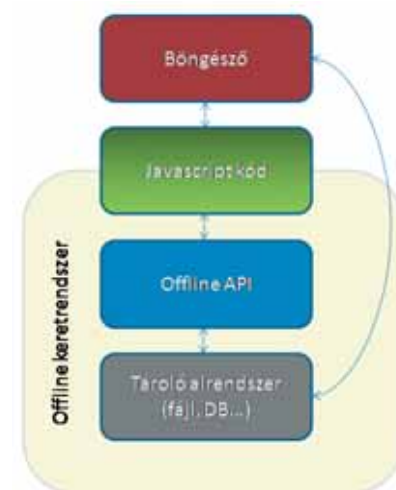 Böngésző
Javascript kód
Offline API
Tároló alrendszer
(fájl, DB...)
Offline keretrendszer